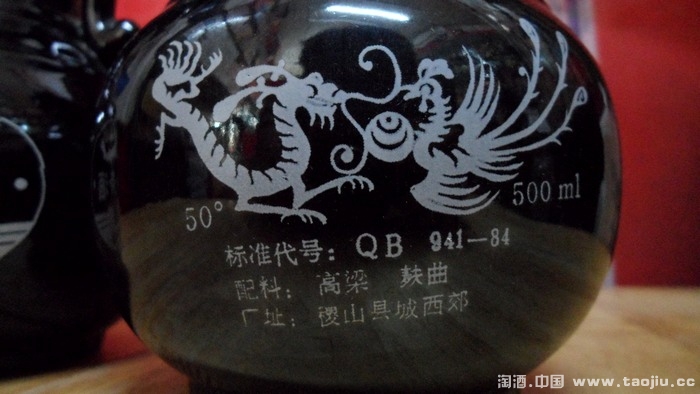 50° 500 ml
标准代号：QB 941—84
配料：高梁 麸曲
厂址：稷山县城西郊
淘酒.中国 www.taojiu.cc